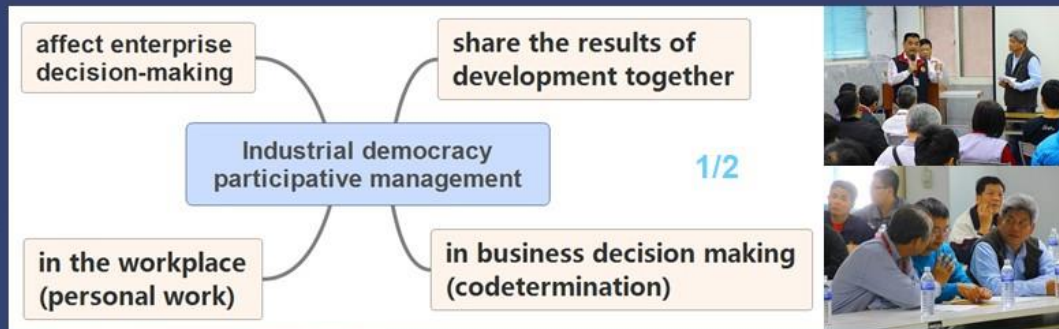 affect enterprise
decision-making
share the results of
development together
Industrial democracy
participative management
1/2
in the workplace
(personal work)
in business decision making
(codetermination)